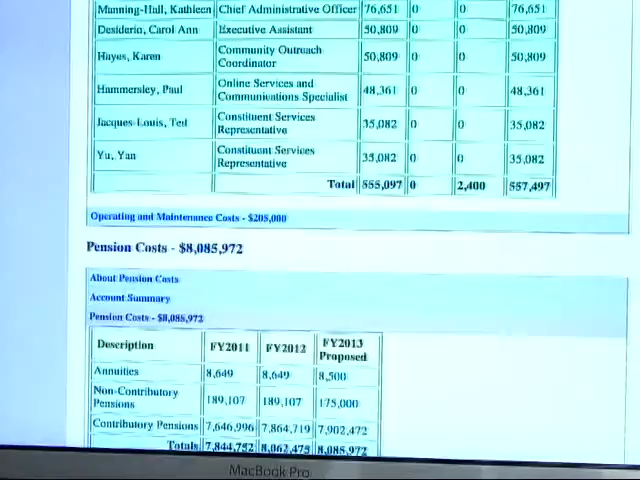 Manning-Hall, Kathleen Chief Administrative Officer 76,651 0 0 76,651
Desiderio, Carol Ann Executive Assistant 50,809 0 0 50,809
Hayes, Karen Community Outreach Coordinator 50,809 0 0 50,809
Hammersley, Paul Online Services and Communications Specialist 48,361 0 0 48,361
Jacques-Louis, Ted Constituent Services Representative 35,082 0 0 35,082
Yu, Yan Constituent Services Representative 35,082 0 0 35,082
Total 555,097 0 2,400 557,497
Operating and Maintenance Costs - $205,000
Pension Costs - $8,085,972
About Pension Costs
Account Summary
Pension Costs - $8,085,972
Description FY2011 FY2012 FY2013 Proposed
Annuities 8,649 8,649 8,500
Non-Contributory Pensions 189,107 189,107 175,000
Contributory Pensions 7,646,996 7,864,719 7,902,472
Totals 7,844,752 8,062,475 8,085,972
MacBook Pro